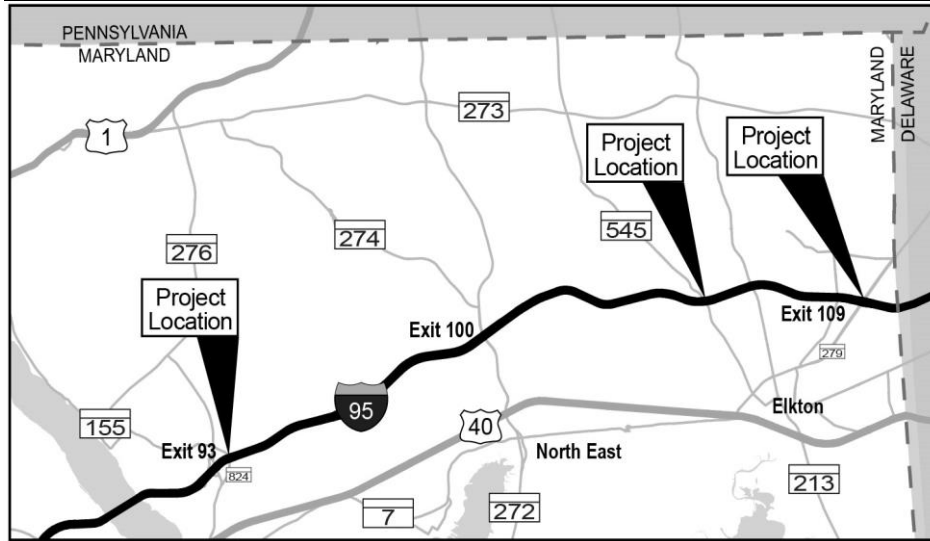 PENNSYLVANIA
MARYLAND
MARYLAND
DELAWARE
1
273
Project
Location
Project
Location
545
276
274
Project
Location
Exit 100
Exit 109
279
95
155
40
Elkton
Exit 93
North East
824
213
7
272